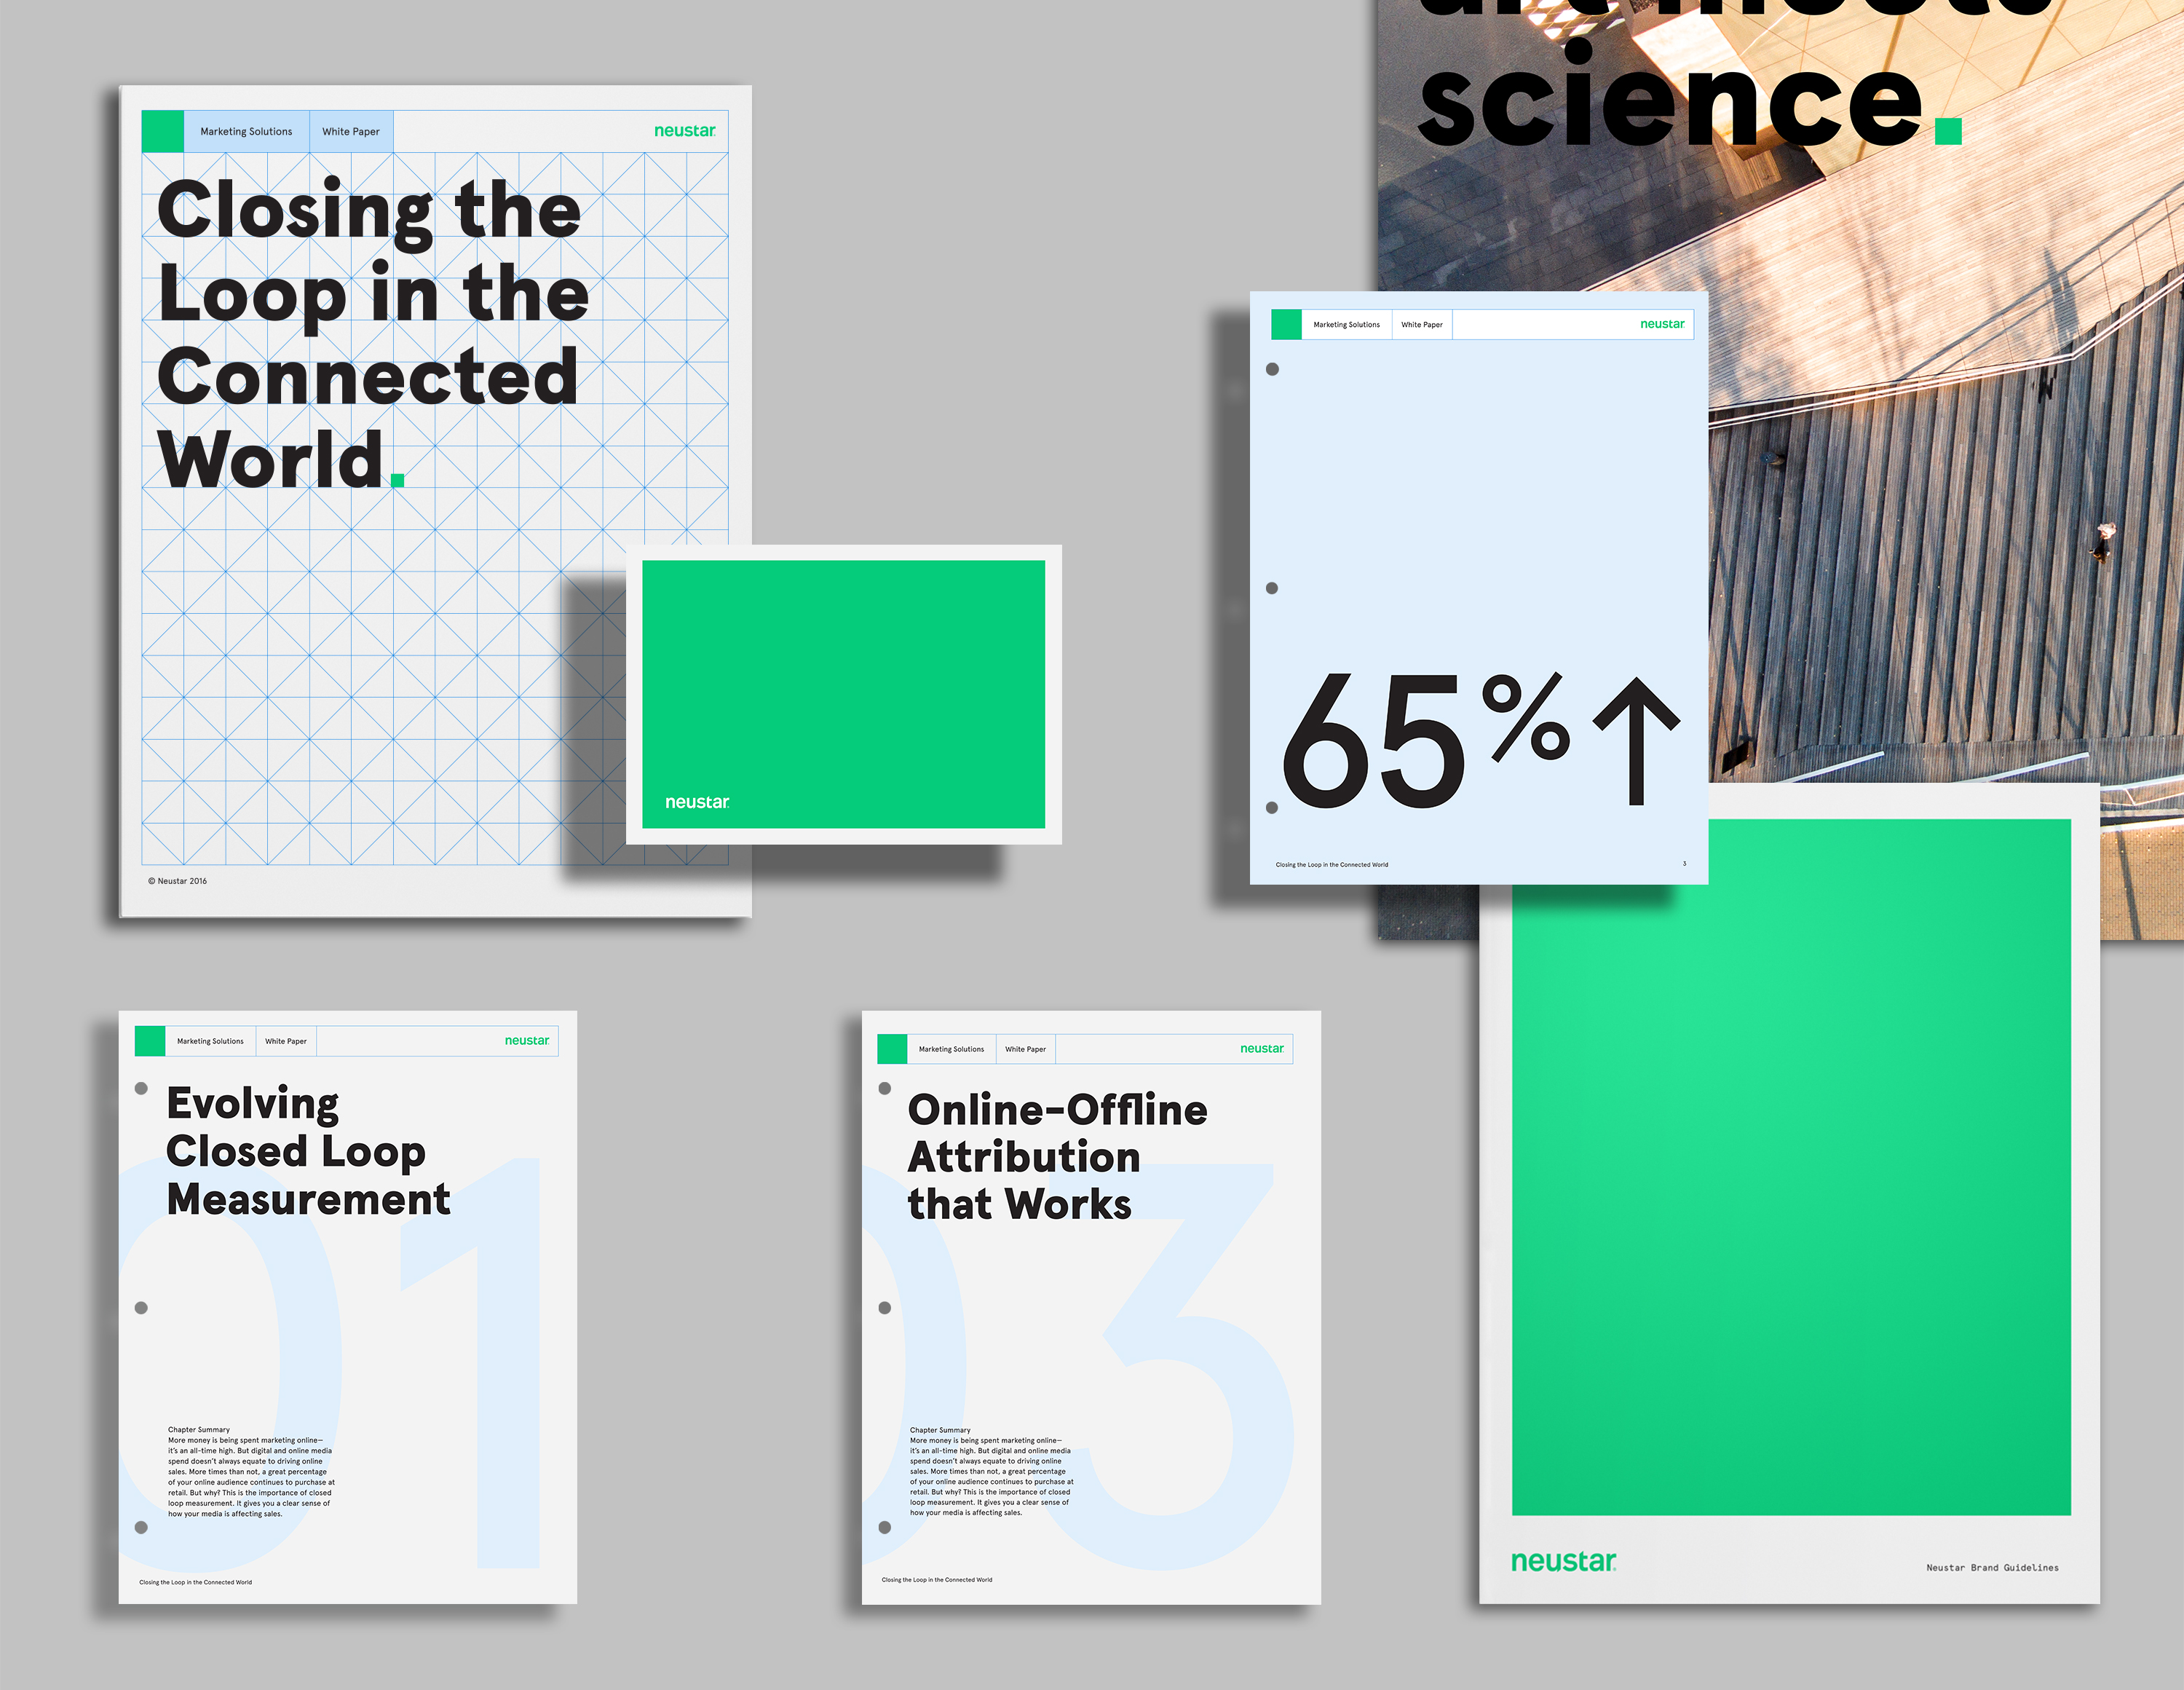 art meets
science.
Marketing Solutions White Paper neustar
Closing the
Loop in the
Connected
World.
© Neustar 2016
neustar
Marketing Solutions White Paper neustar
65%↑
Closing the Loop in the Connected World 3
Marketing Solutions White Paper neustar
Evolving
Closed Loop
Measurement
01
Chapter Summary
More money is being spent marketing online—
it's an all-time high. But digital and online media
spend doesn't always equate to driving online
sales. More times than not, a great percentage
of your online audience continues to purchase at
retail. But why? This is the importance of closed
loop measurement. It gives you a clear sense of
how your media is affecting sales.
Closing the Loop in the Connected World
Marketing Solutions White Paper neustar
Online-Offline
Attribution
that Works
03
Chapter Summary
More money is being spent marketing online—
it's an all-time high. But digital and online media
spend doesn't always equate to driving online
sales. More times than not, a great percentage
of your online audience continues to purchase at
retail. But why? This is the importance of closed
loop measurement. It gives you a clear sense of
how your media is affecting sales.
Closing the Loop in the Connected World
neustar
Neustar Brand Guidelines